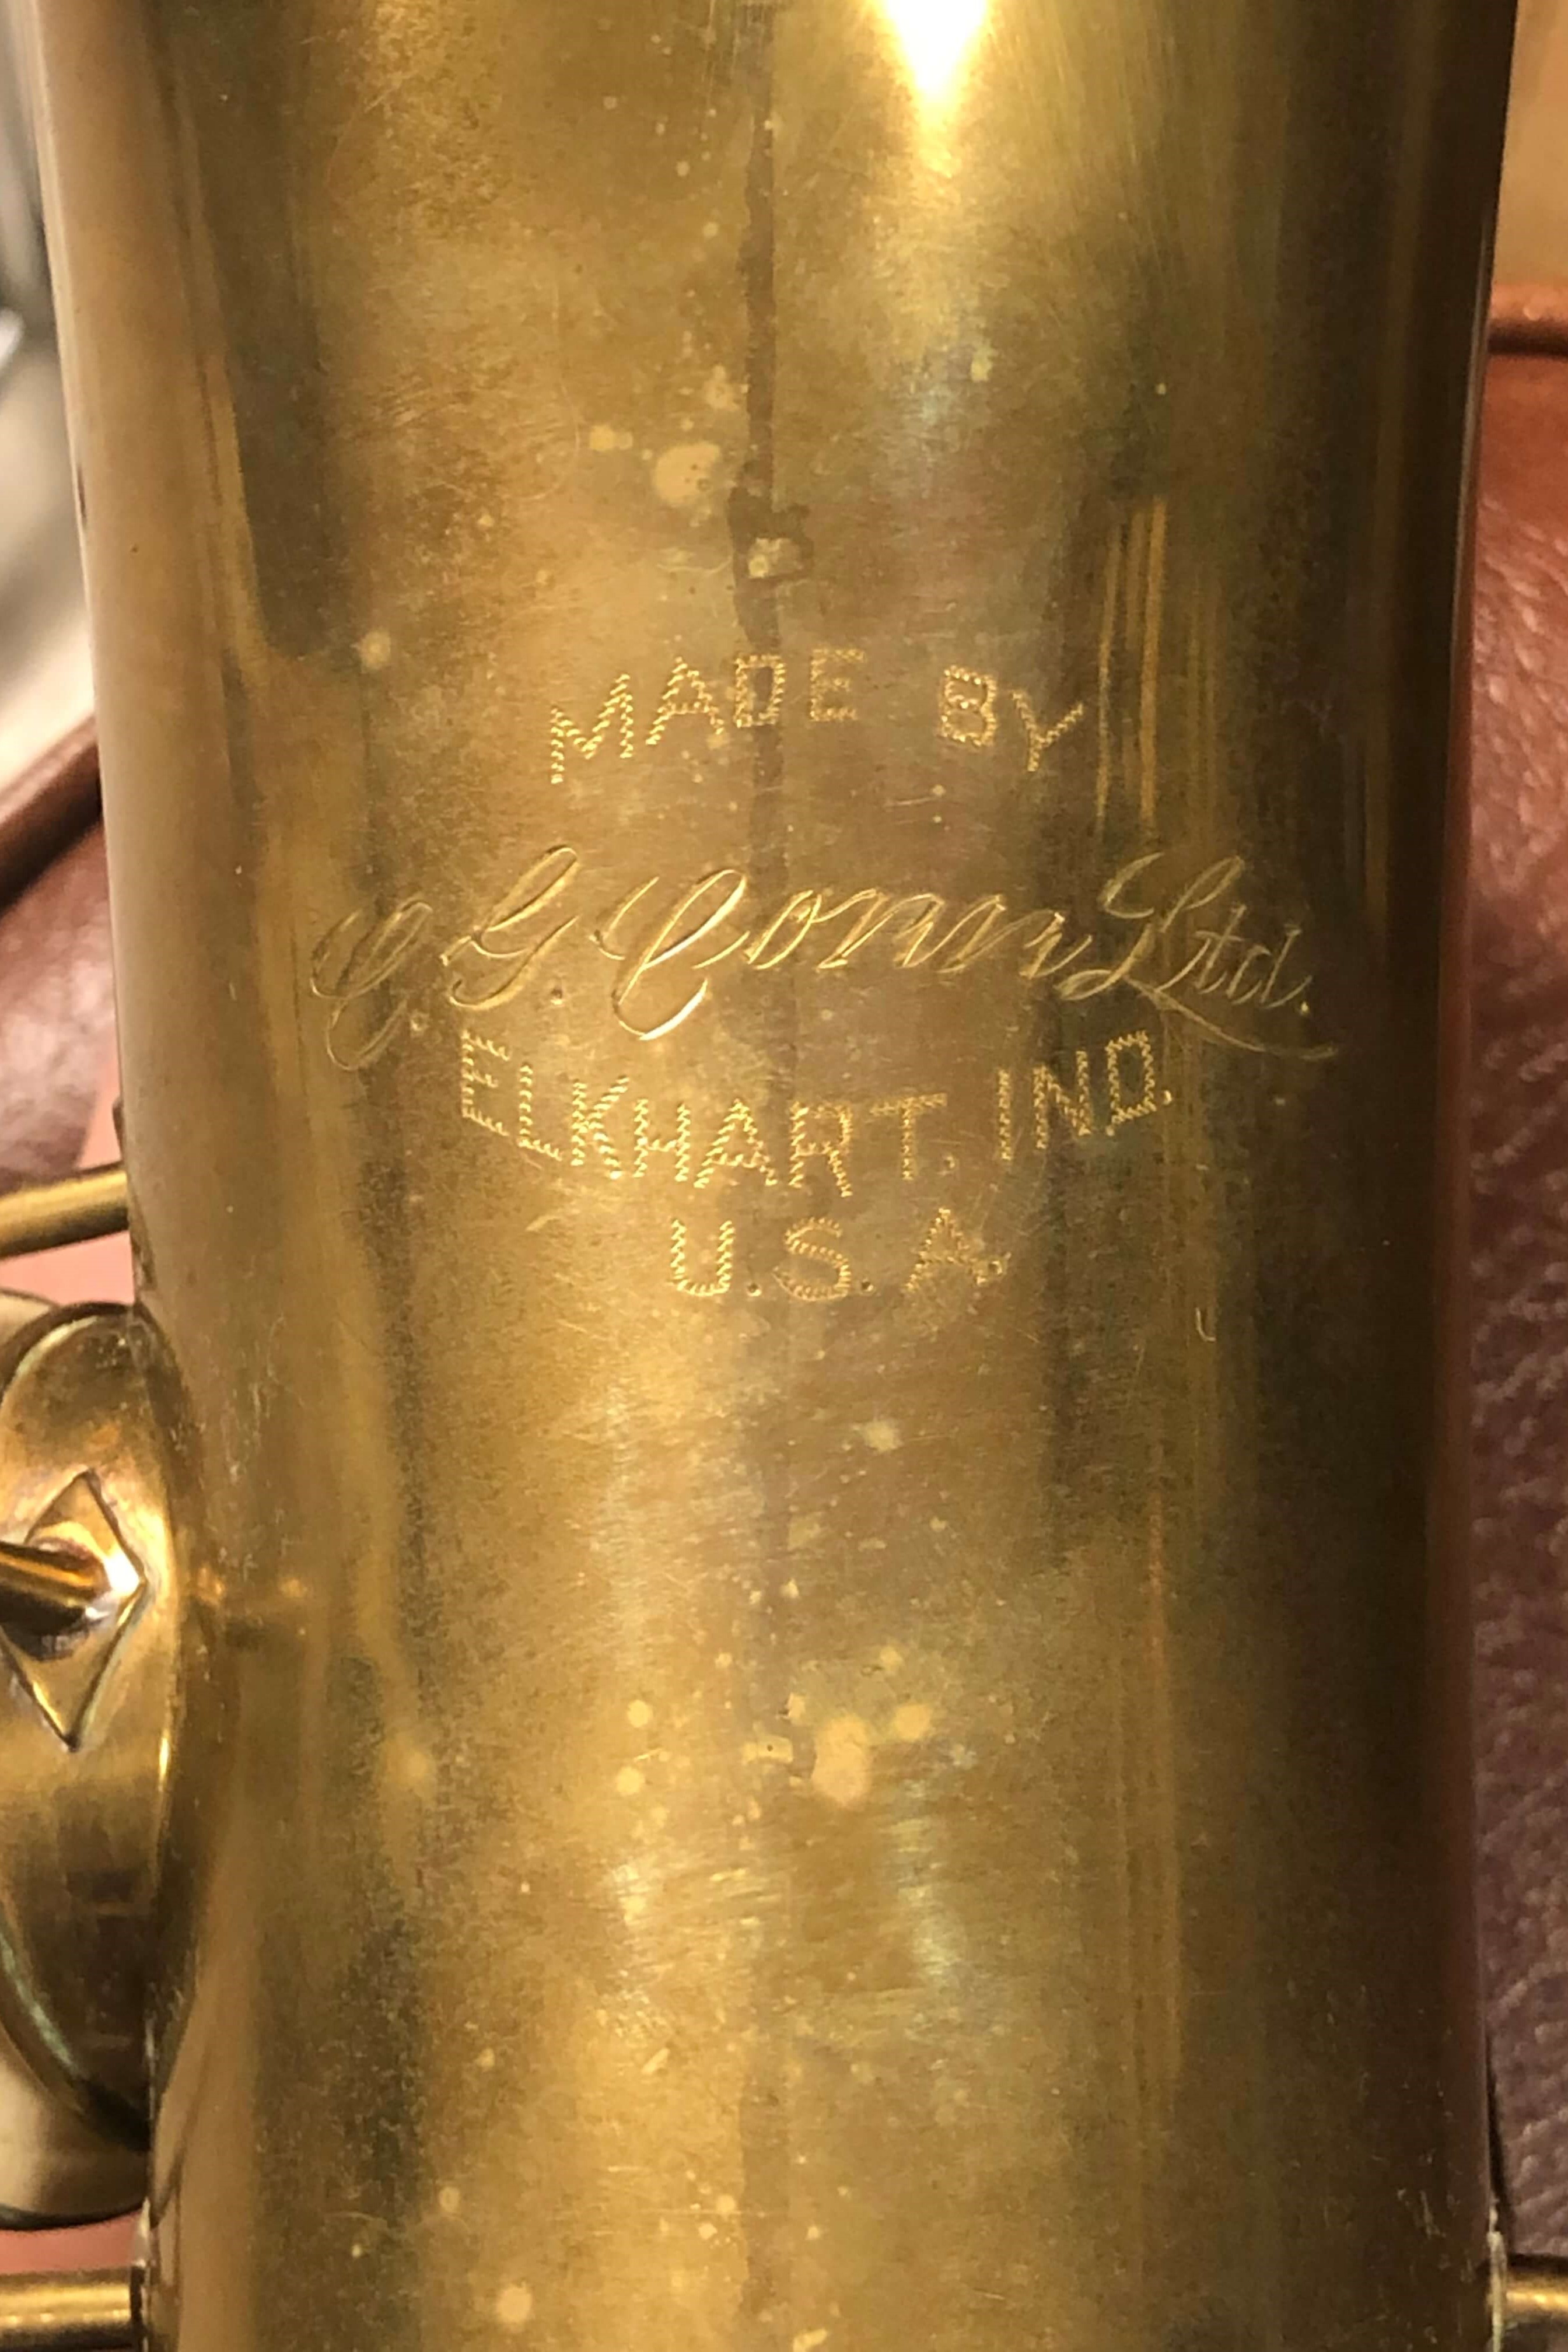 MADE BY
C.G. Conn Ltd.
ELKHART. IND.
U.S.A.